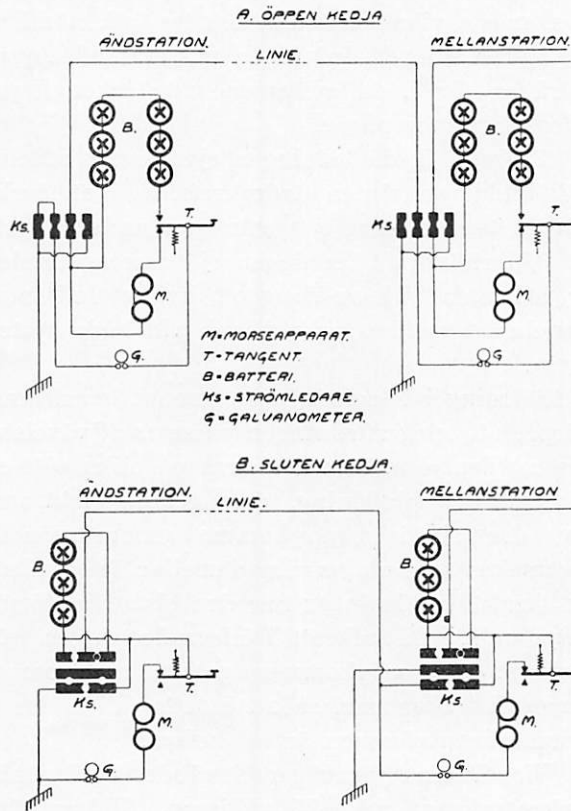 A. ÖPPEN KEDJA
ÄNDSTATION.
LINIE.
MELLANSTATION.
B.
T.
Ks.
M.
G.
B.
T.
Ks
M.
G.
M=MORSEAPPARAT.
T=TANGENT.
B=BATTERI.
Ks=STRÖMLEDARE.
G=GALVANOMETER.
B. SLUTEN KEDJA.
ÄNDSTATION.
LINIE.
MELLANSTATION
B.
T.
Ks.
M.
G.
B.
T.
Ks.
M.
G.